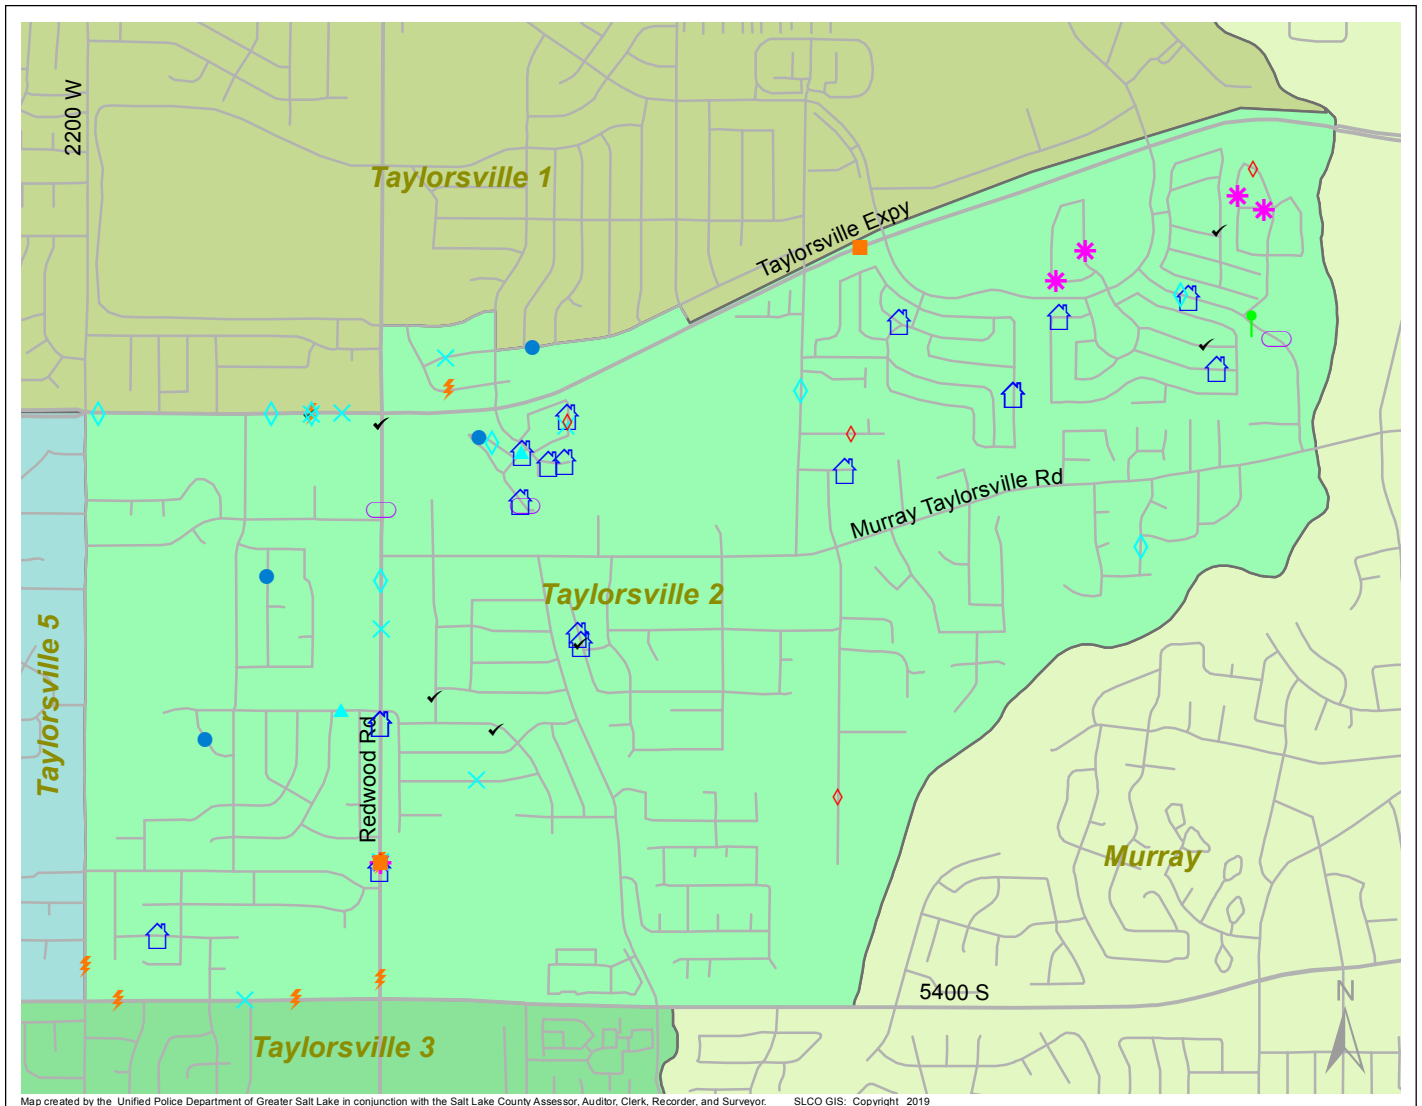 2200 W
Taylorsville 1
Taylorsville Expy
Murray Taylorsville Rd
Taylorsville 2
Taylorsville 5
Redwood Rd
Murray
5400 S
N
Taylorsville 3
Map created by the Unified Police Department of Greater Salt Lake in conjunction with the Salt Lake County Assessor, Auditor, Clerk, Recorder, and Surveyor. SLCO GIS: Copyright 2019